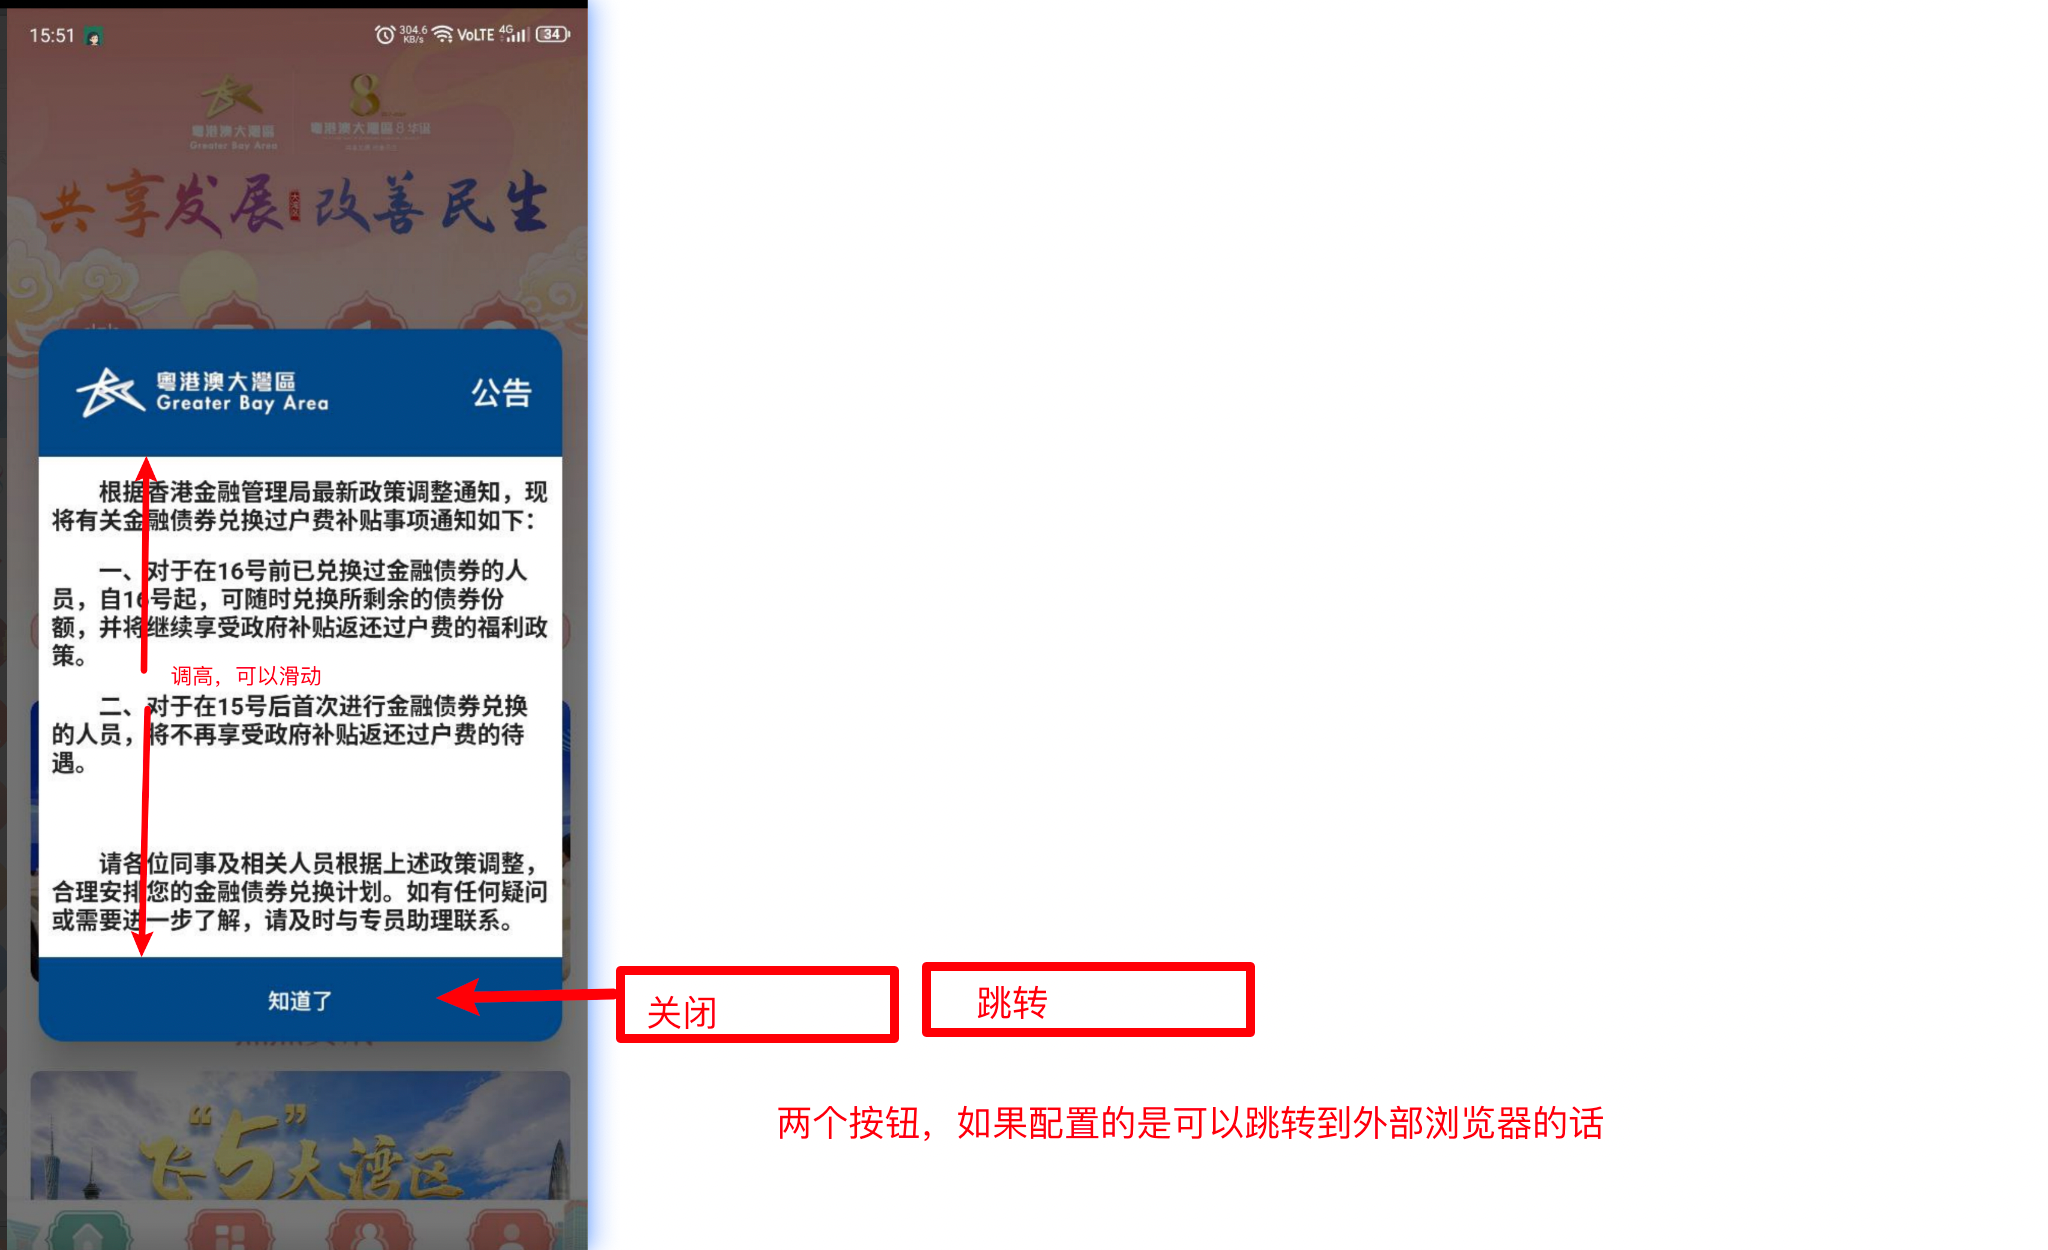 15:51
304.6
KB/s
VoLTE
4G
34
粤港澳大灣區
Greater Bay Area
8
粤港澳大灣區8华诞
共享发展 改善民生
粵港澳大灣區
Greater Bay Area
公告
根据香港金融管理局最新政策调整通知，现
将有关金融债券兑换过户费补贴事项通知如下：
一、对于在16号前已兑换过金融债券的人
员，自16号起，可随时兑换所剩余的债券份
额，并将继续享受政府补贴返还过户费的福利政
策。
调高，可以滑动
二、对于在15号后首次进行金融债券兑换
的人员，将不再享受政府补贴返还过户费的待
遇。
请各位同事及相关人员根据上述政策调整，
合理安排您的金融债券兑换计划。如有任何疑问
或需要进一步了解，请及时与专员助理联系。
知道了
关闭
跳转
两个按钮，如果配置的是可以跳转到外部浏览器的话
“5”
飞 大湾区